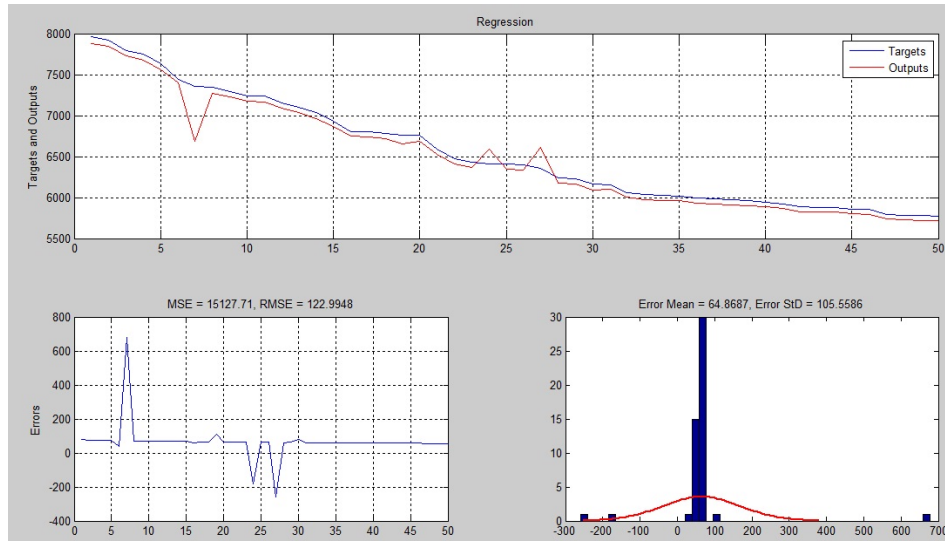 Regression
8000
7500
7000
6500
6000
5500
Targets and Outputs
Targets
Outputs
0 5 10 15 20 25 30 35 40 45 50
MSE = 15127.71, RMSE = 122.9948
800
600
400
200
0
-200
-400
Errors
0 5 10 15 20 25 30 35 40 45 50
Error Mean = 64.8687, Error StD = 105.5586
30
25
20
15
10
5
0
-300 -200 -100 0 100 200 300 400 500 600 700